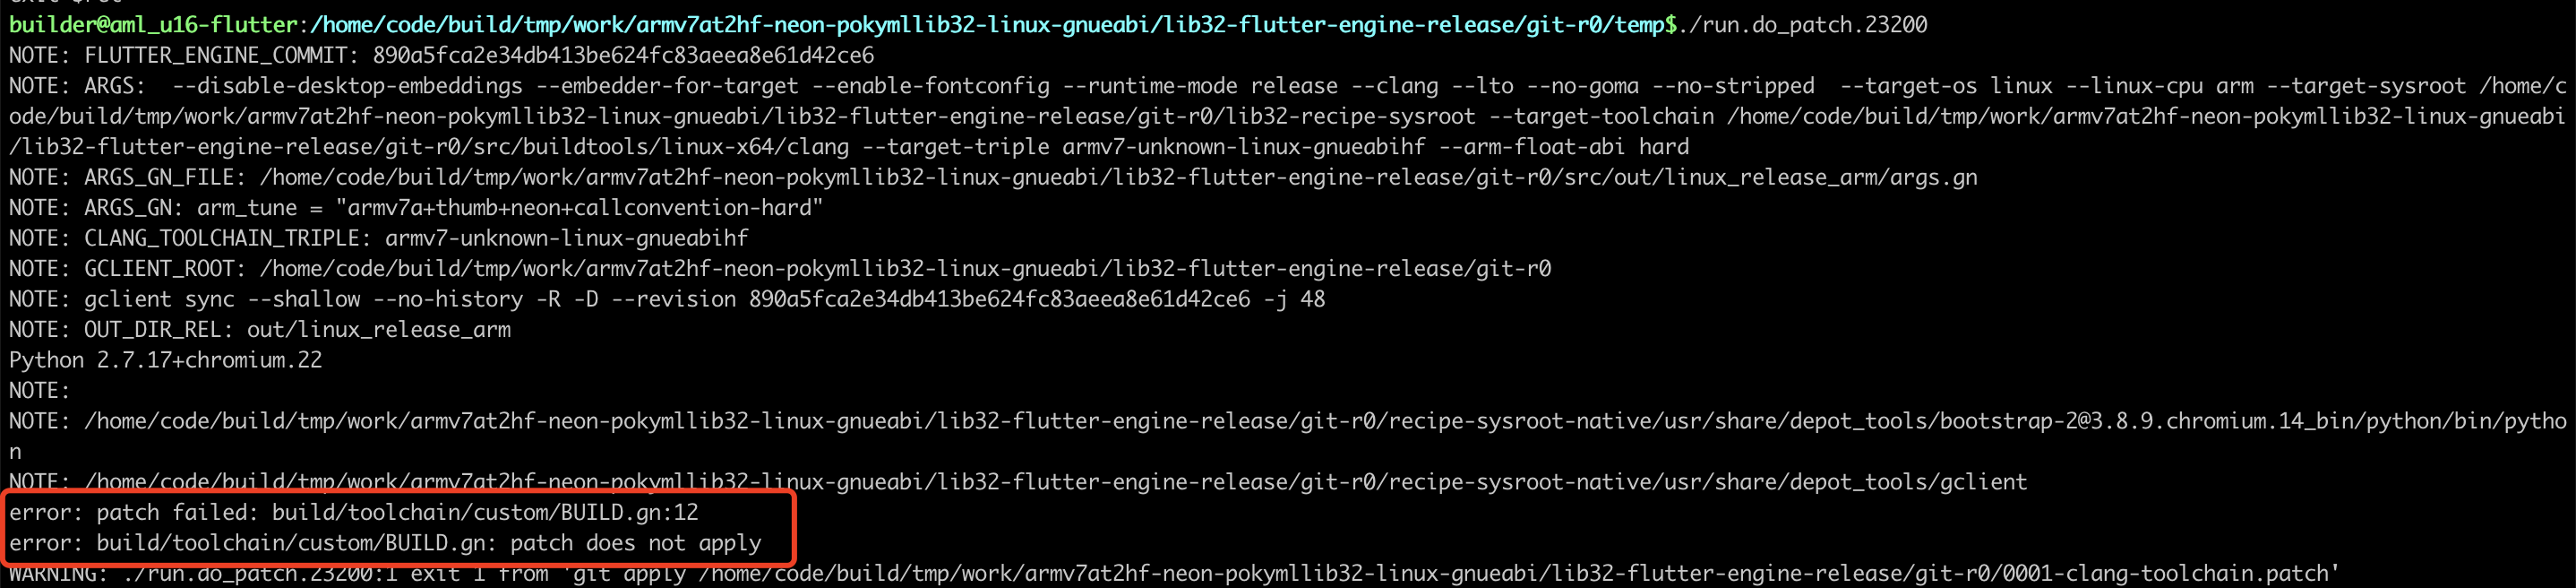 builder@aml_u16-flutter:/home/code/build/tmp/work/armv7at2hf-neon-pokymllib32-linux-gnueabi/lib32-flutter-engine-release/git-r0/temp$./run.do_patch.23200
NOTE: FLUTTER_ENGINE_COMMIT: 890a5fca2e34db413be624fc83aeea8e61d42ce6
NOTE: ARGS:  --disable-desktop-embeddings --embedder-for-target --enable-fontconfig --runtime-mode release --clang --lto --no-goma --no-stripped  --target-os linux --linux-cpu arm --target-sysroot /home/c
ode/build/tmp/work/armv7at2hf-neon-pokymllib32-linux-gnueabi/lib32-flutter-engine-release/git-r0/lib32-recipe-sysroot --target-toolchain /home/code/build/tmp/work/armv7at2hf-neon-pokymllib32-linux-gnueabi
/lib32-flutter-engine-release/git-r0/src/buildtools/linux-x64/clang --target-triple armv7-unknown-linux-gnueabihf --arm-float-abi hard
NOTE: ARGS_GN_FILE: /home/code/build/tmp/work/armv7at2hf-neon-pokymllib32-linux-gnueabi/lib32-flutter-engine-release/git-r0/src/out/linux_release_arm/args.gn
NOTE: ARGS_GN: arm_tune = "armv7a+thumb+neon+callconvention-hard"
NOTE: CLANG_TOOLCHAIN_TRIPLE: armv7-unknown-linux-gnueabihf
NOTE: GCLIENT_ROOT: /home/code/build/tmp/work/armv7at2hf-neon-pokymllib32-linux-gnueabi/lib32-flutter-engine-release/git-r0
NOTE: gclient sync --shallow --no-history -R -D --revision 890a5fca2e34db413be624fc83aeea8e61d42ce6 -j 48
NOTE: OUT_DIR_REL: out/linux_release_arm
Python 2.7.17+chromium.22
NOTE:
NOTE: /home/code/build/tmp/work/armv7at2hf-neon-pokymllib32-linux-gnueabi/lib32-flutter-engine-release/git-r0/recipe-sysroot-native/usr/share/depot_tools/bootstrap-2@3.8.9.chromium.14_bin/python/bin/pytho
n
NOTE: /home/code/build/tmp/work/armv7at2hf-neon-pokymllib32-linux-gnueabi/lib32-flutter-engine-release/git-r0/recipe-sysroot-native/usr/share/depot_tools/gclient
error: patch failed: build/toolchain/custom/BUILD.gn:12
error: build/toolchain/custom/BUILD.gn: patch does not apply
WARNING: ./run.do_patch.23200:1 exit 1 from 'git apply /home/code/build/tmp/work/armv7at2hf-neon-pokymllib32-linux-gnueabi/lib32-flutter-engine-release/git-r0/0001-clang-toolchain.patch'